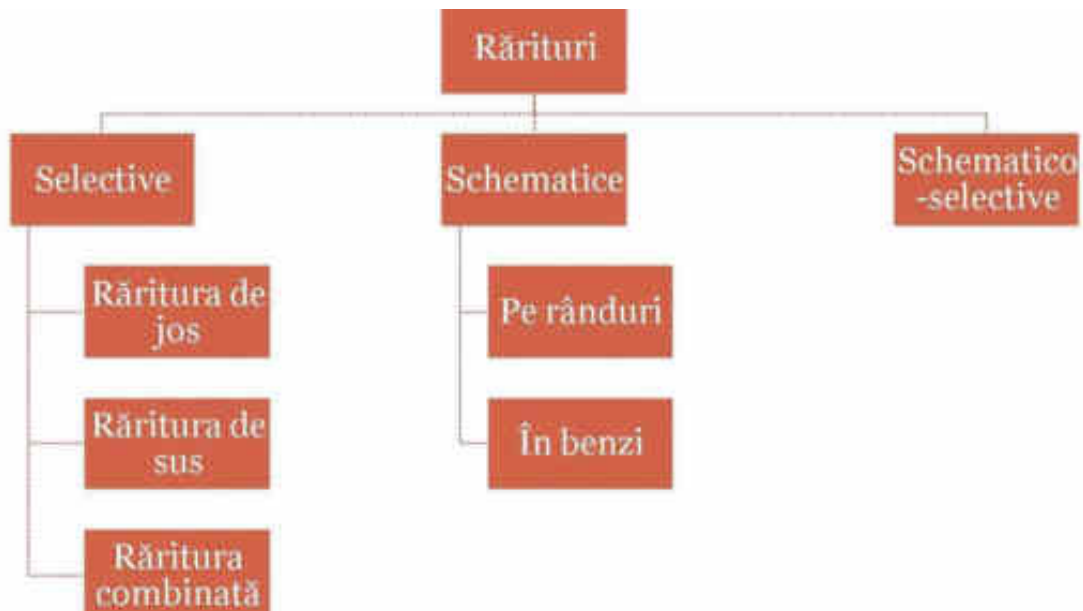 Rărituri
Selective
Schematice
Schematico
-selective
Răritura de
jos
Pe rânduri
Răritura de
sus
În benzi
Răritura
combinată